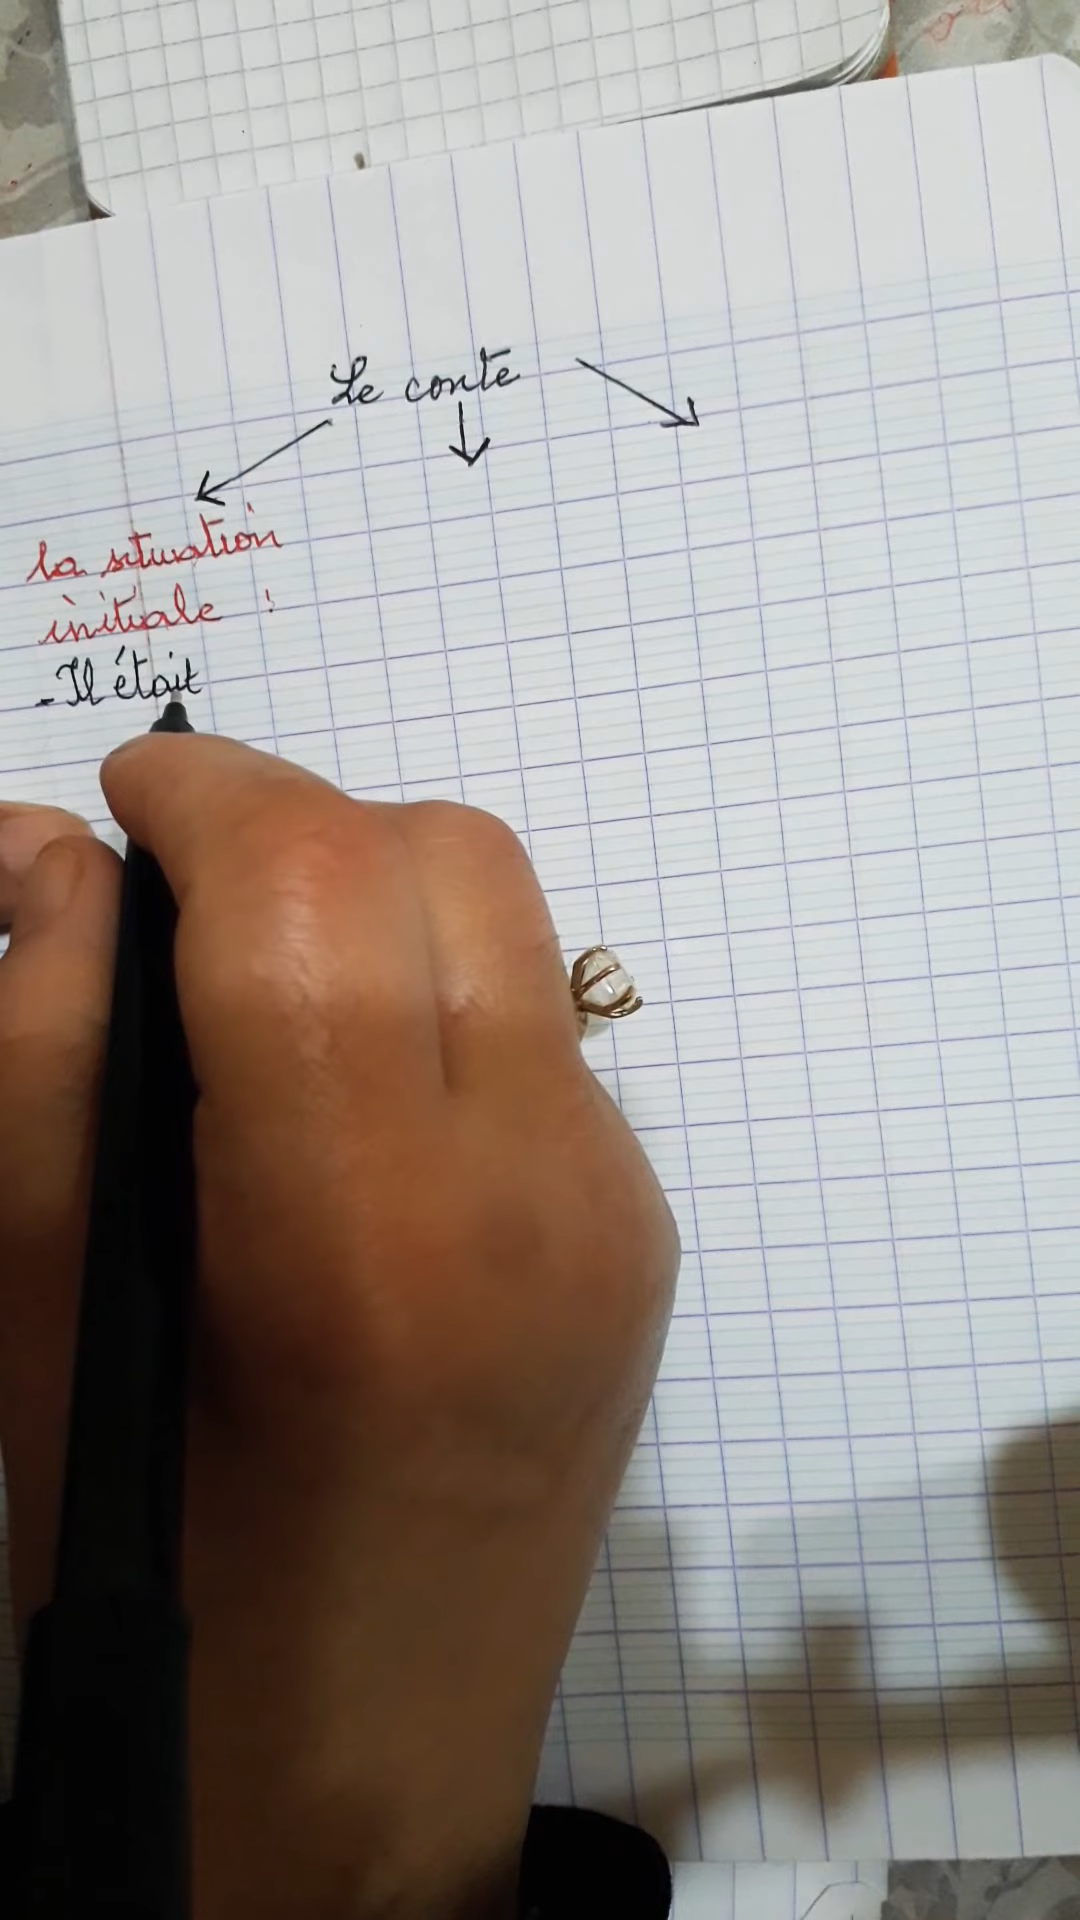 Le conte
la situation
initiale :
- Il était